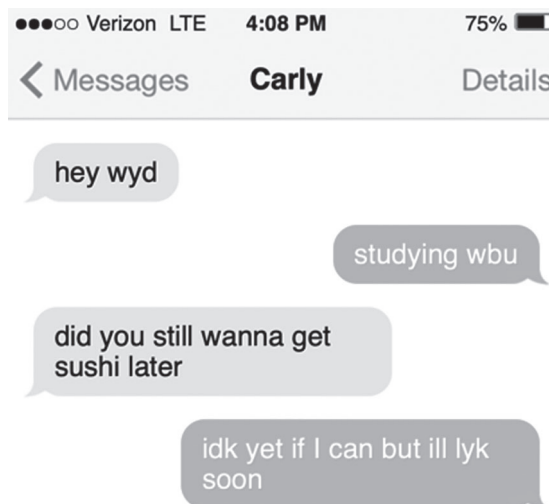 Verizon LTE 4:08 PM 75%
Messages Carly Details
hey wyd
studying wbu
did you still wanna get
sushi later
idk yet if I can but ill lyk
soon